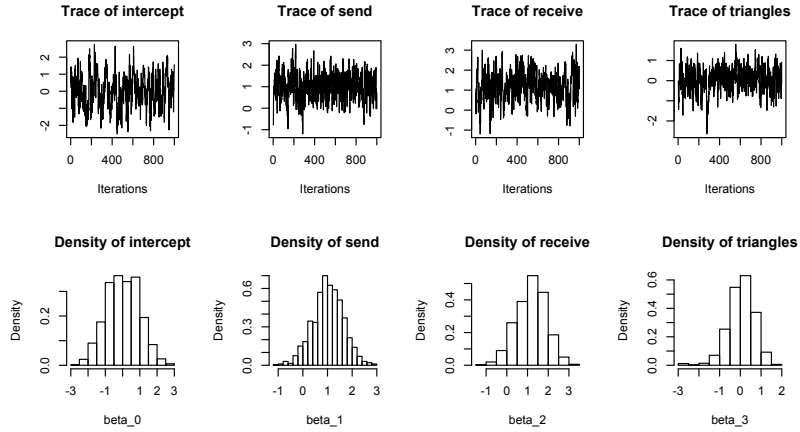 Trace of intercept
2
1
0
-2
0 400 800
Iterations
Trace of send
3
2
1
0
-1
0 400 800
Iterations
Trace of receive
3
2
1
0
-1
0 400 800
Iterations
Trace of triangles
1
0
-2
0 400 800
Iterations
Density of intercept
Density
0.2
0.0
-3 -1 1 2 3
beta_0
Density of send
Density
0.6
0.3
0.0
-1 0 1 2 3
beta_1
Density of receive
Density
0.4
0.2
0.0
-1 0 1 2 3
beta_2
Density of triangles
Density
0.6
0.4
0.2
0.0
-3 -1 0 1 2
beta_3